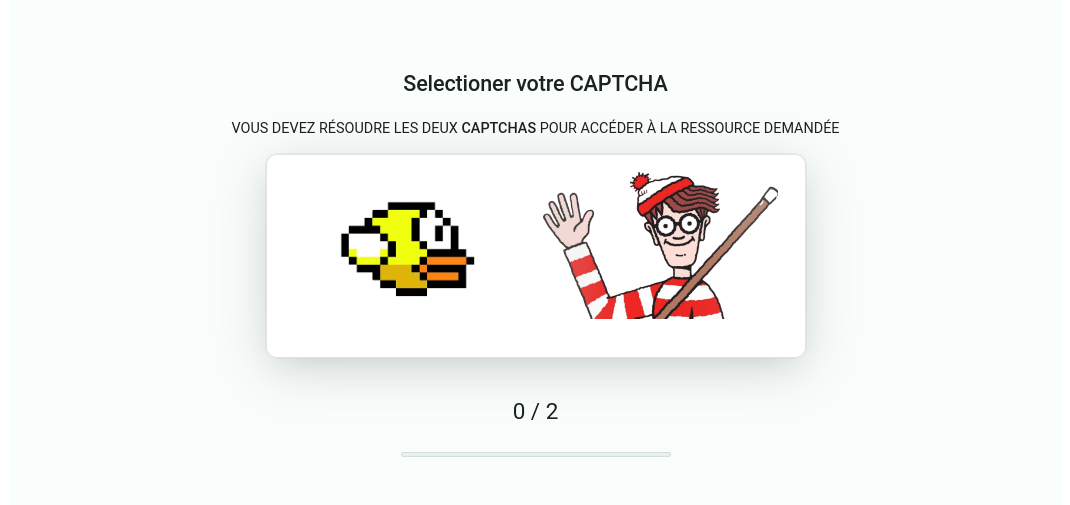 Selectioner votre CAPTCHA
VOUS DEVEZ RÉSOUDRE LES DEUX CAPTCHAS POUR ACCÉDER À LA RESSOURCE DEMANDÉE
0 / 2